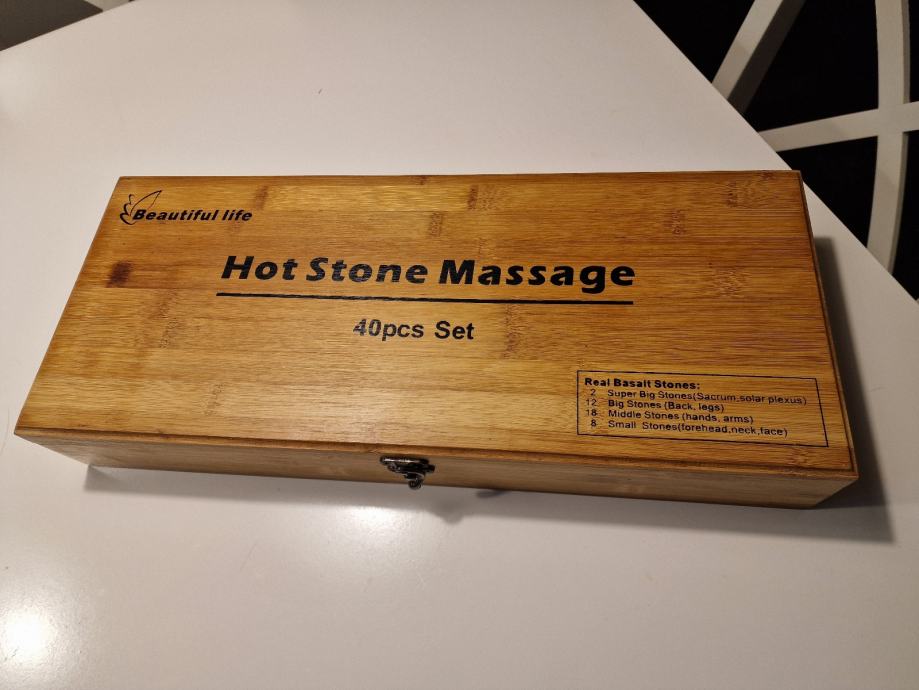 Beautiful life
Hot Stone Massage
40pcs Set
Real Basalt Stones:
2 Super Big Stones(Sacrum,solar plexus)
12 Big Stones (Back, legs)
18 Middle Stones (hands, arms)
8 Small Stones(forehead,neck,face)